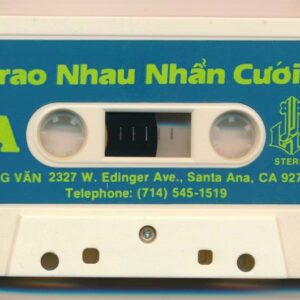 rao Nhau Nhẩn Cưới
A
STER
G VĂN 2327 W. Edinger Ave., Santa Ana, CA 927
Telephone: (714) 545-1519